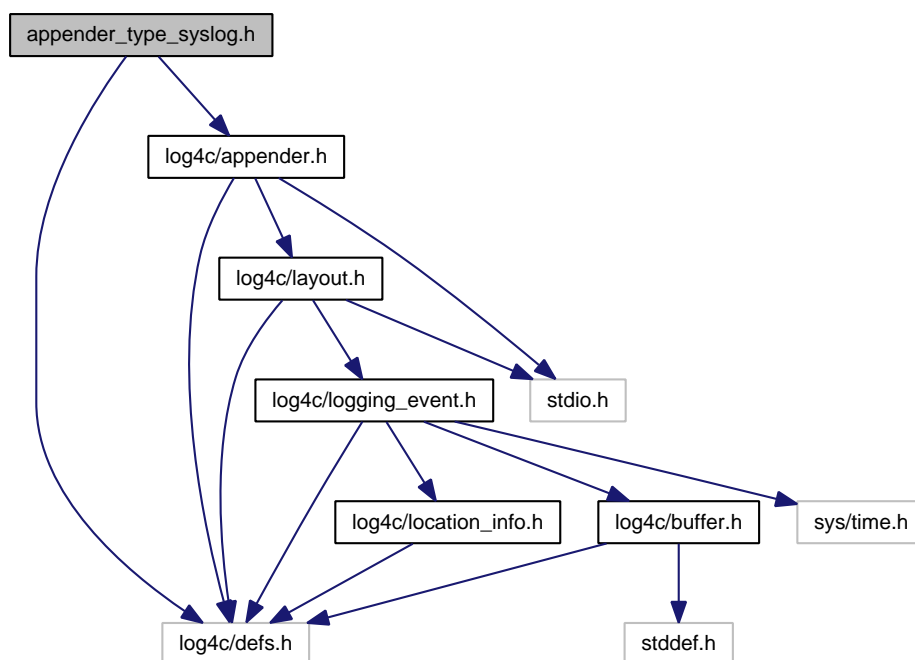 appender_type_syslog.h
log4c/appender.h
log4c/layout.h
log4c/logging_event.h
stdio.h
log4c/location_info.h
log4c/buffer.h
sys/time.h
log4c/defs.h
stddef.h